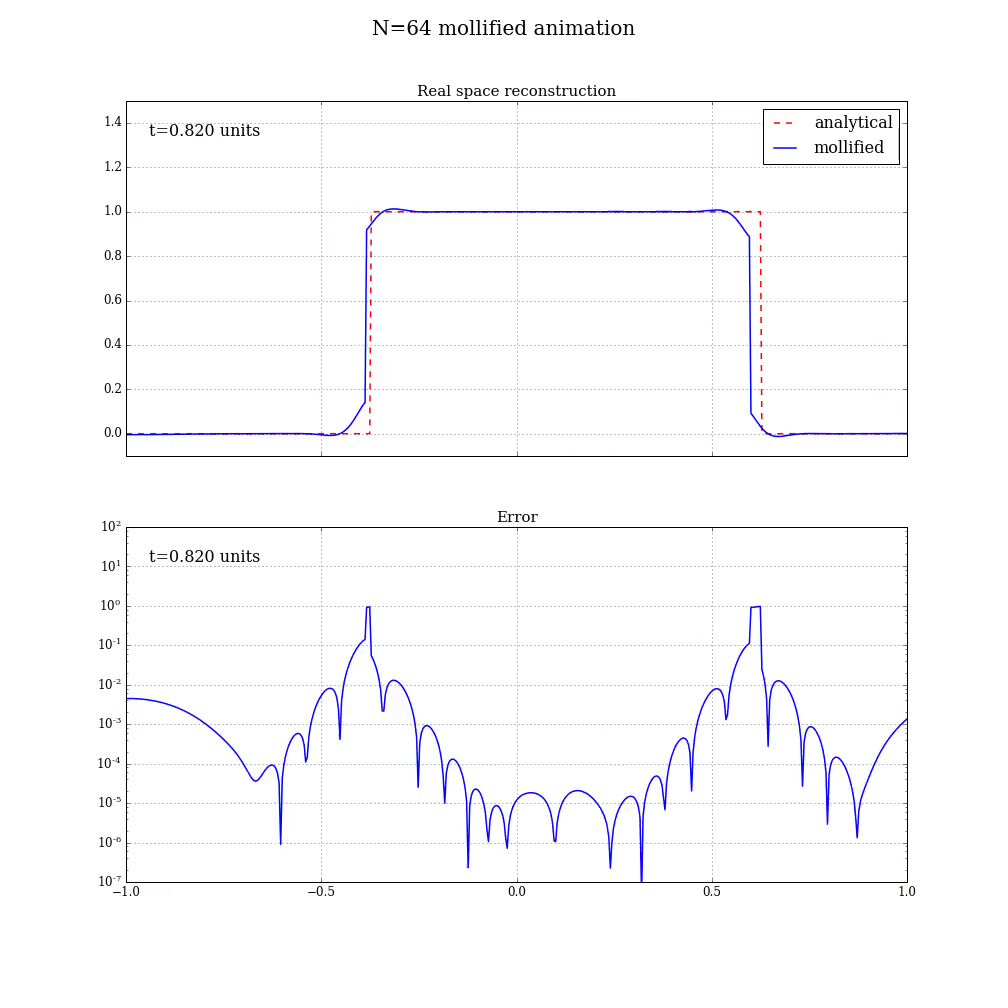 N=64 mollified animation
Real space reconstruction
t=0.820 units
analytical
mollified
1.4
1.2
1.0
0.8
0.6
0.4
0.2
0.0
Error
t=0.820 units
10²
10¹
10⁰
10⁻¹
10⁻²
10⁻³
10⁻⁴
10⁻⁵
10⁻⁶
10⁻⁷
−1.0 −0.5 0.0 0.5 1.0